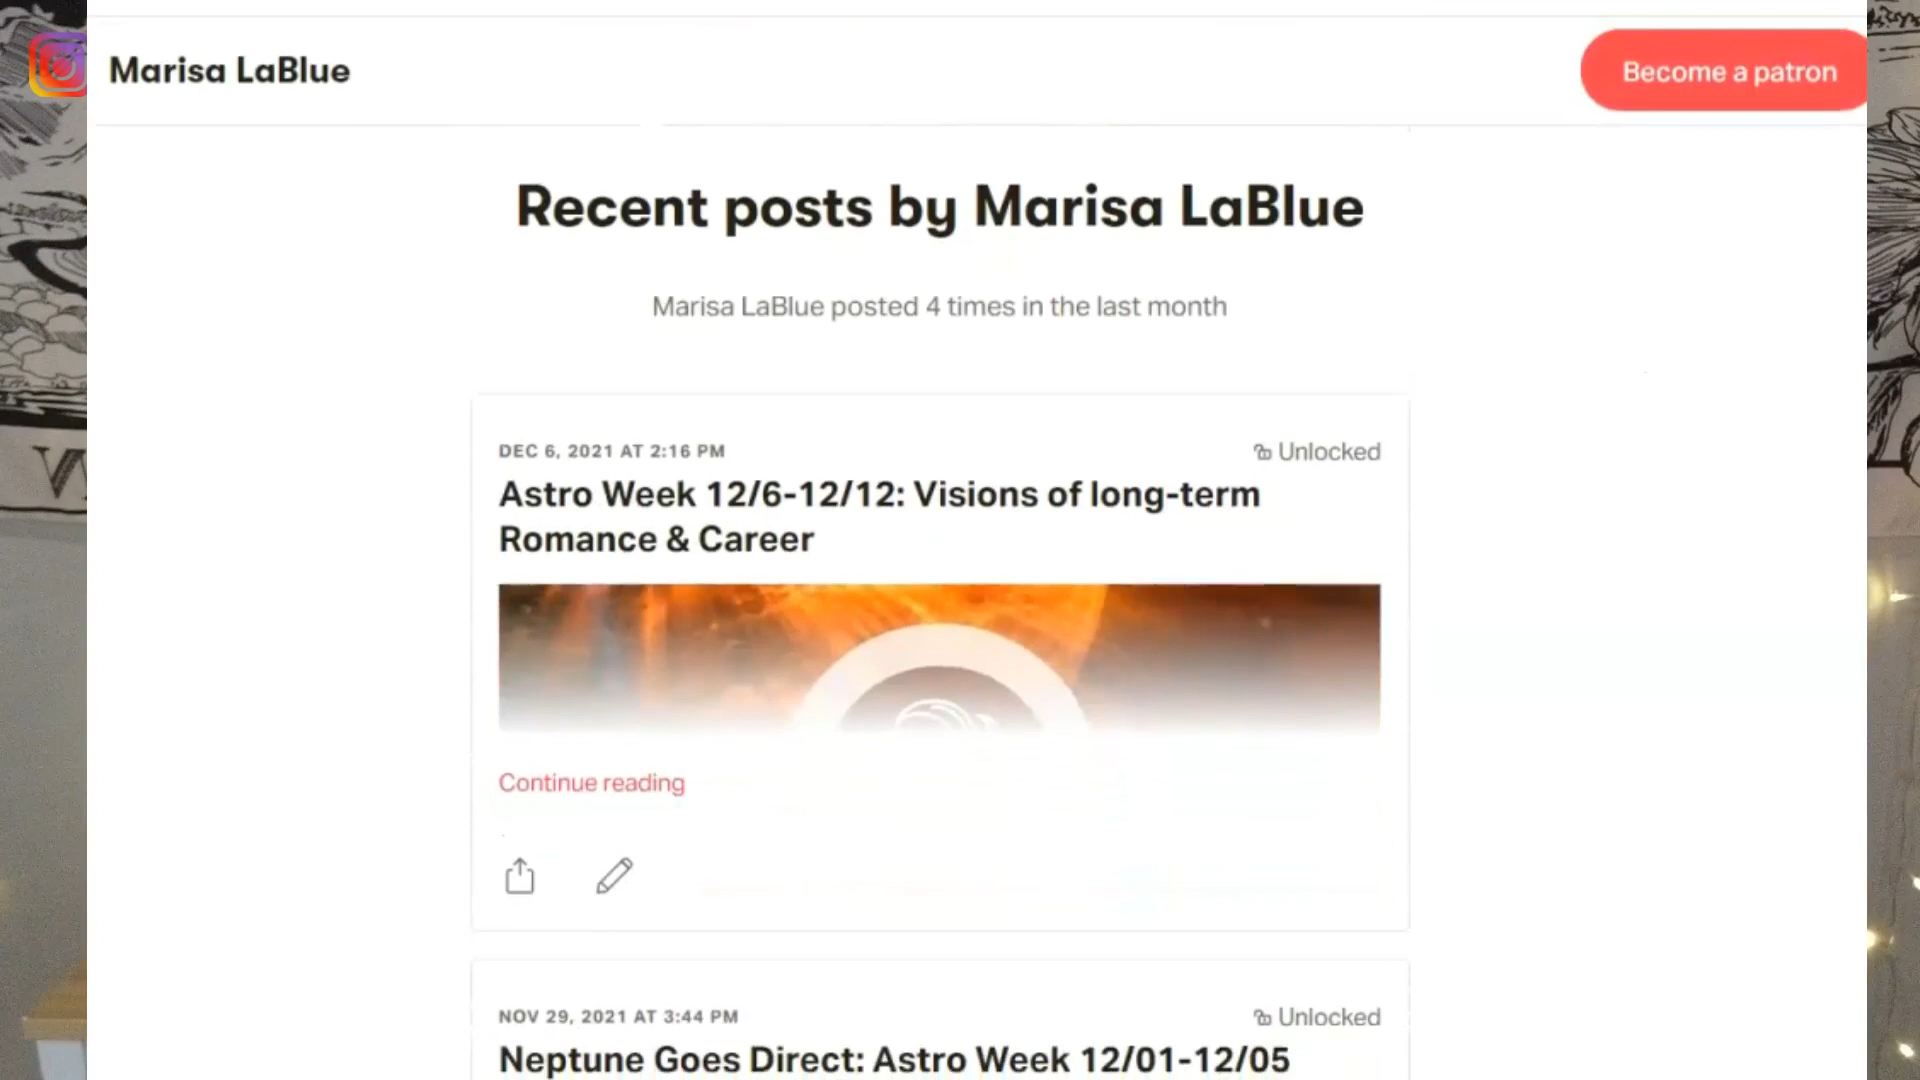 Marisa LaBlue
Become a patron
Recent posts by Marisa LaBlue
Marisa LaBlue posted 4 times in the last month
DEC 6, 2021 AT 2:16 PM
Unlocked
Astro Week 12/6-12/12: Visions of long-term
Romance & Career
Continue reading
NOV 29, 2021 AT 3:44 PM
Unlocked
Neptune Goes Direct: Astro Week 12/01-12/05